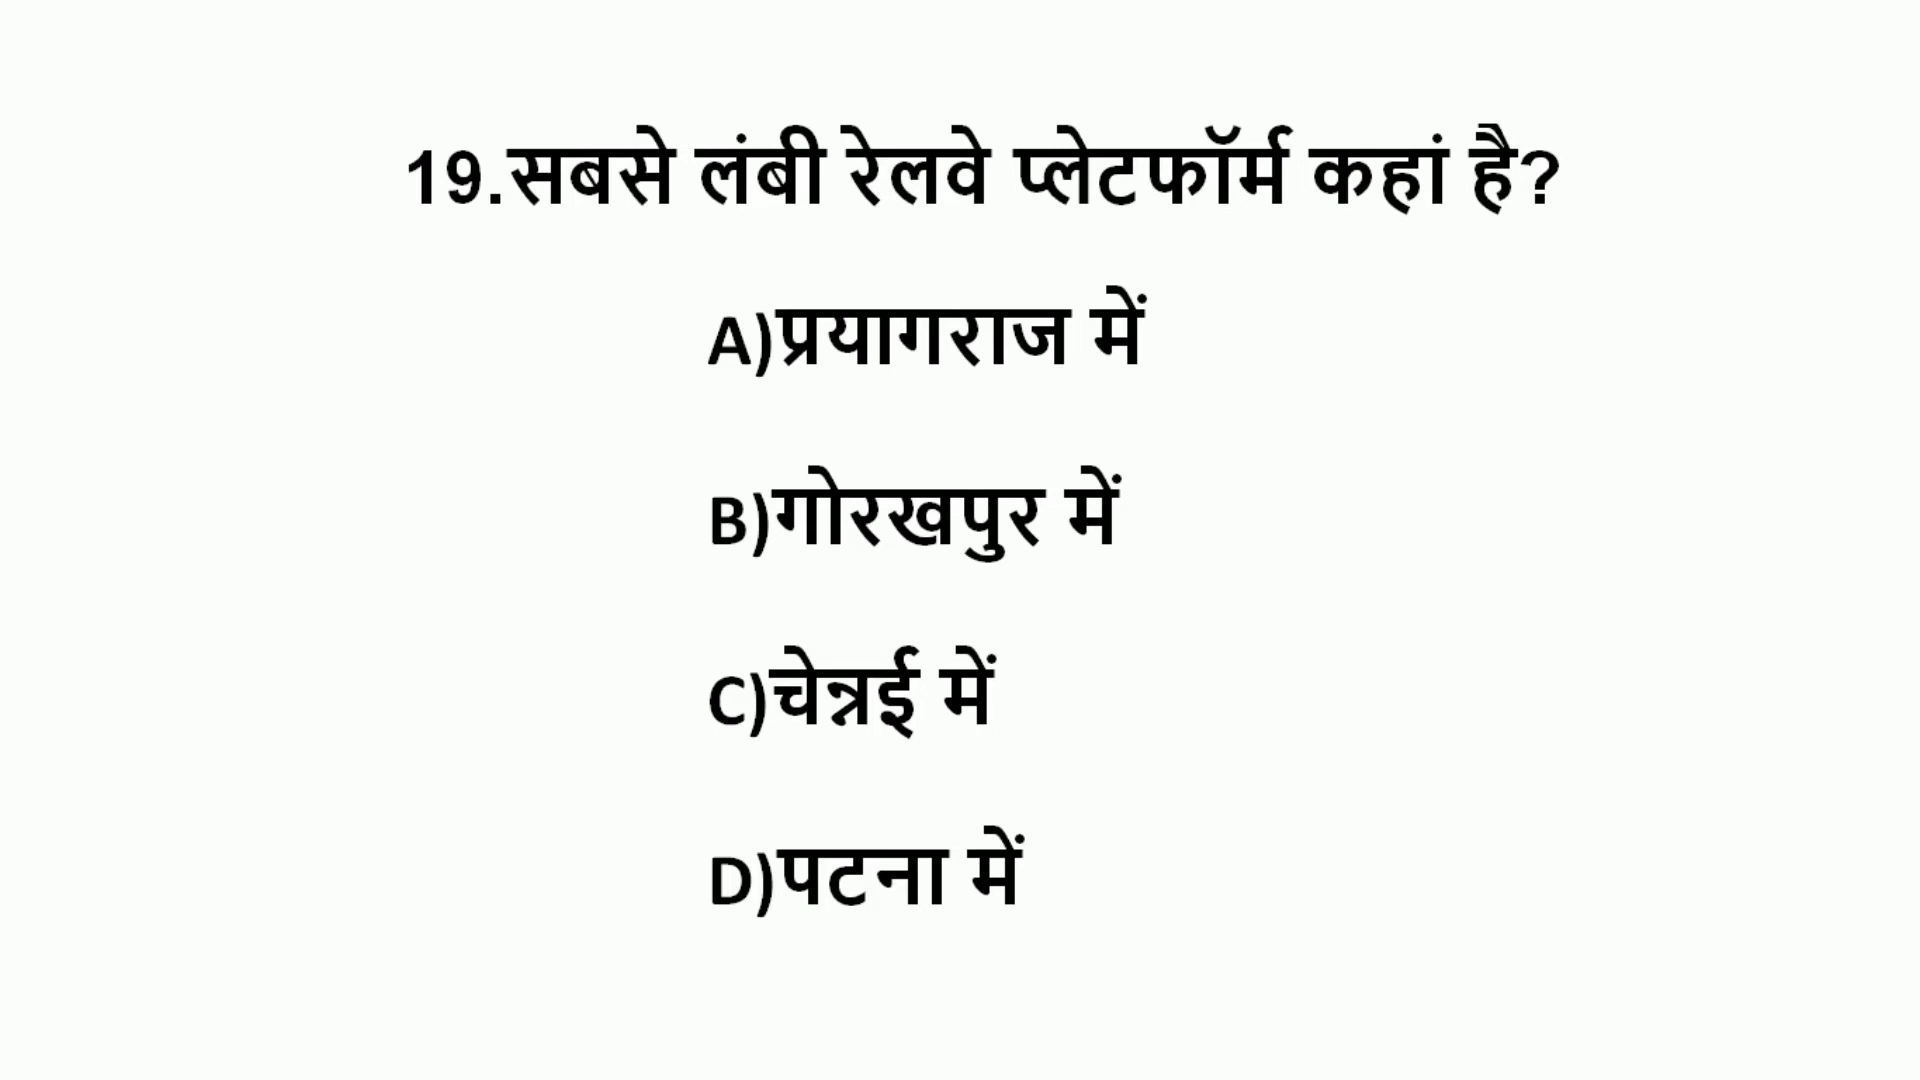 19.सबसे लंबी रेलवे प्लेटफॉर्म कहां है?
A)प्रयागराज में
B)गोरखपुर में
C)चेन्नई में
D)पटना में